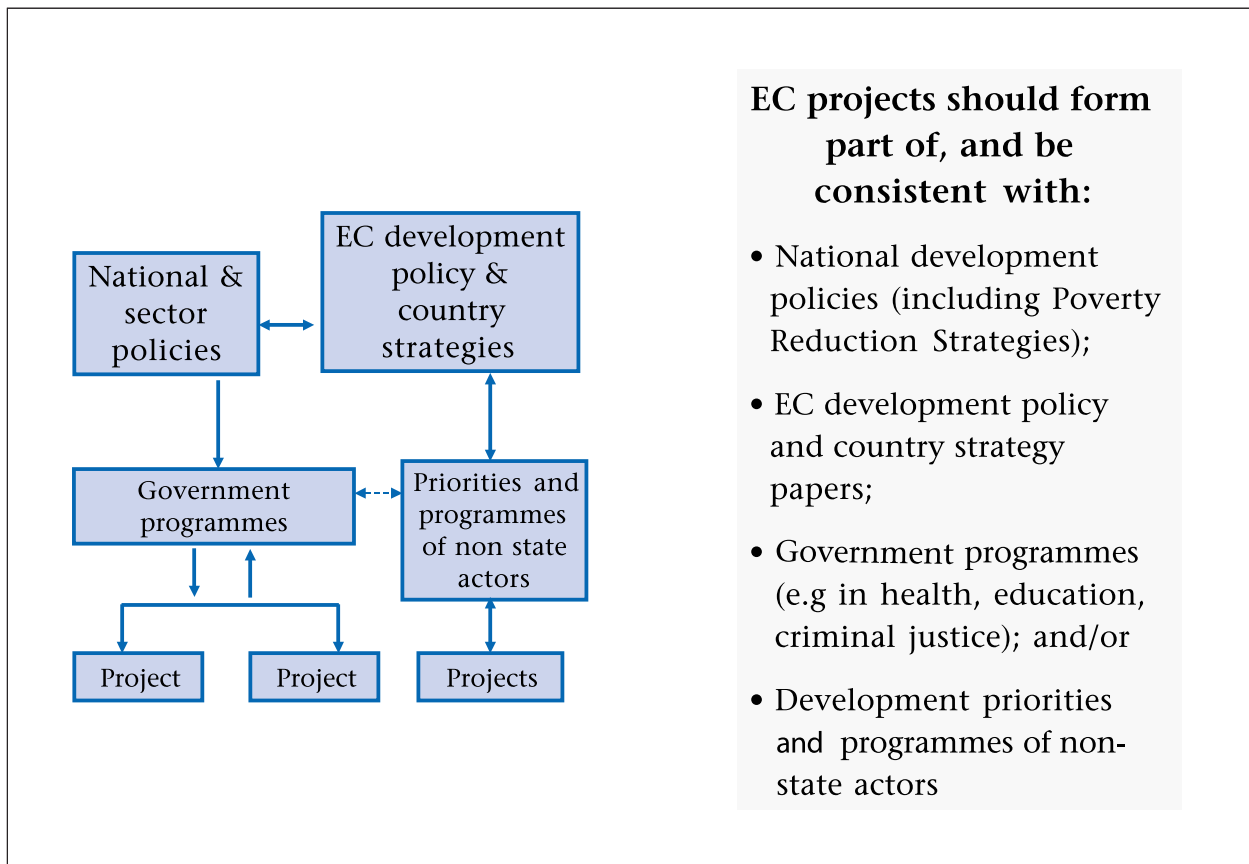 National &
sector
policies
EC development
policy &
country
strategies
Government
programmes
Priorities and
programmes
of non state
actors
Project
Project
Projects
EC projects should form
part of, and be
consistent with:
• National development
policies (including Poverty
Reduction Strategies);
• EC development policy
and country strategy
papers;
• Government programmes
(e.g in health, education,
criminal justice); and/or
• Development priorities
and programmes of non-
state actors